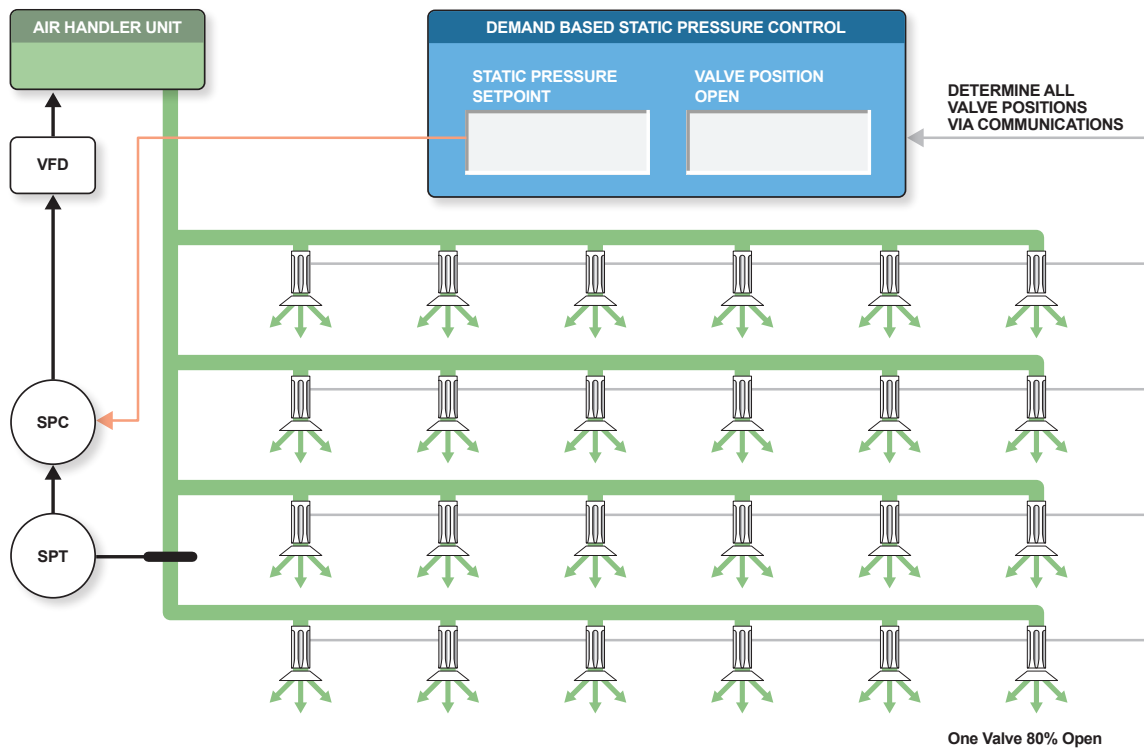 AIR HANDLER UNIT
DEMAND BASED STATIC PRESSURE CONTROL
STATIC PRESSURE
SETPOINT
VALVE POSITION
OPEN
DETERMINE ALL
VALVE POSITIONS
VIA COMMUNICATIONS
VFD
SPC
SPT
One Valve 80% Open